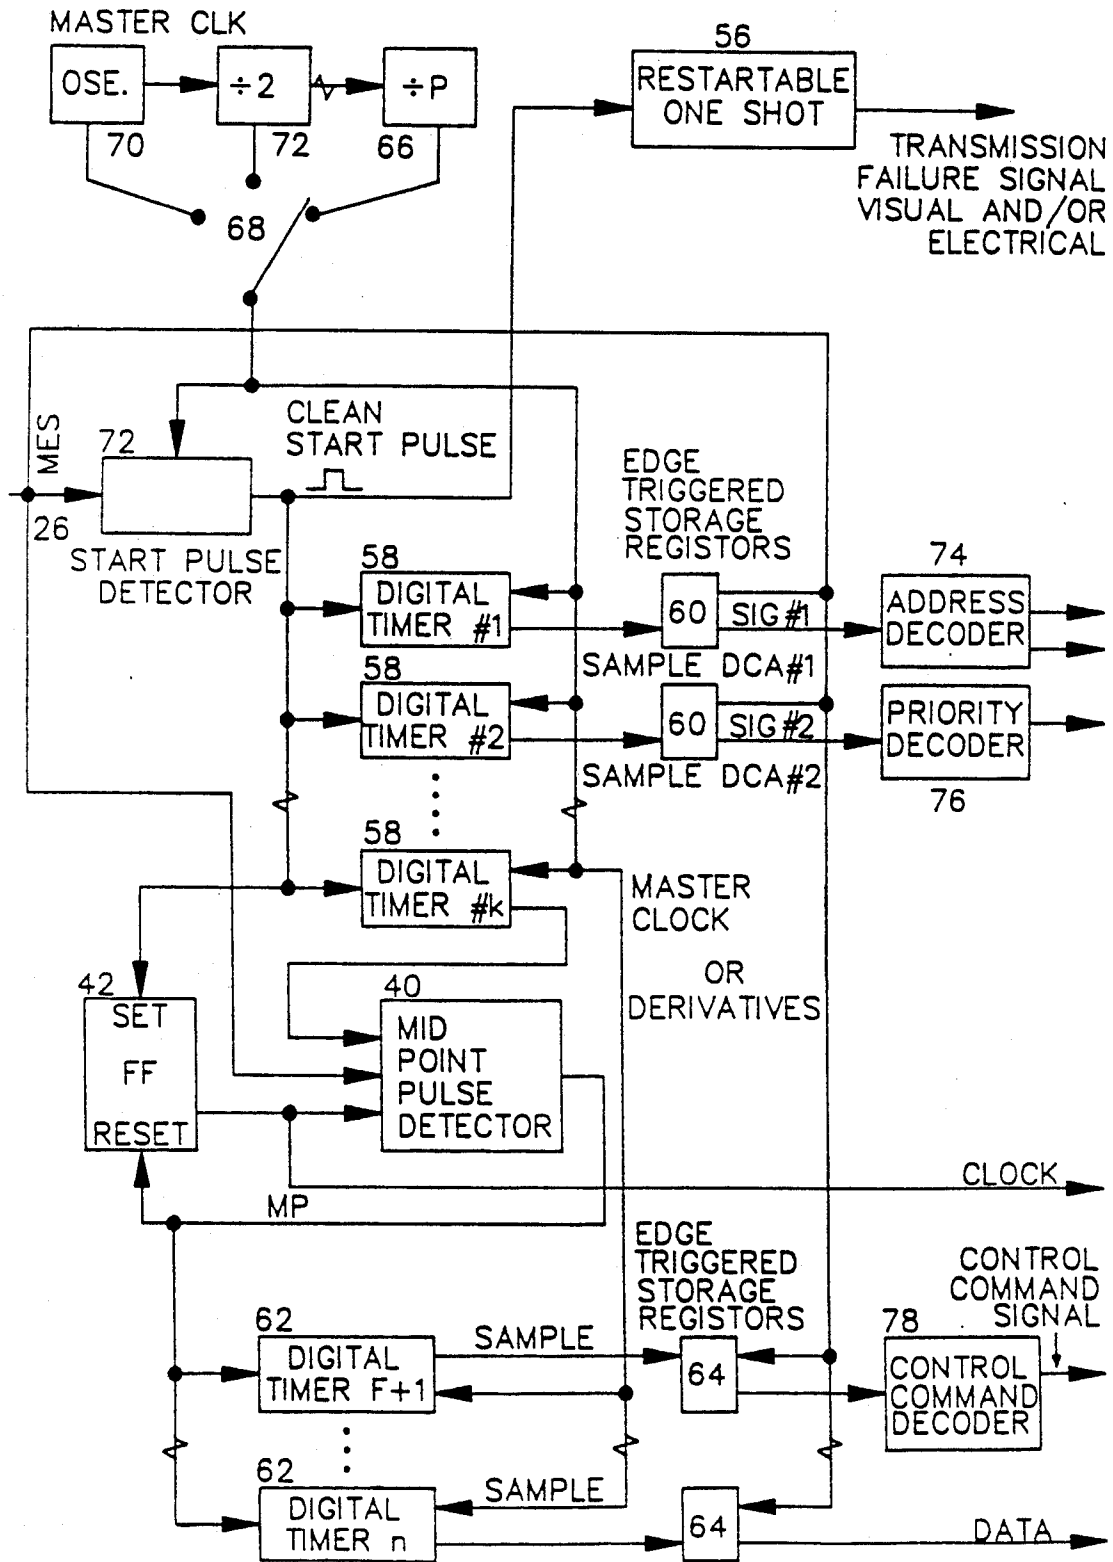 MASTER CLK
OSE.
÷2
÷P
70
72
66
68
56
RESTARTABLE
ONE SHOT
TRANSMISSION
FAILURE SIGNAL
VISUAL AND/OR
ELECTRICAL
MES
26
72
START PULSE
DETECTOR
CLEAN
START PULSE
EDGE
TRIGGERED
STORAGE
REGISTORS
58
DIGITAL
TIMER #1
60
SIG#1
SAMPLE DCA#1
74
ADDRESS
DECODER
58
DIGITAL
TIMER #2
60
SIG#2
SAMPLE DCA#2
PRIORITY
DECODER
76
58
DIGITAL
TIMER #k
MASTER
CLOCK
OR
DERIVATIVES
42
SET
FF
RESET
40
MID
POINT
PULSE
DETECTOR
CLOCK
MP
EDGE
TRIGGERED
STORAGE
REGISTORS
62
DIGITAL
TIMER F+1
SAMPLE
64
78
CONTROL
COMMAND
DECODER
CONTROL
COMMAND
SIGNAL
62
DIGITAL
TIMER n
SAMPLE
64
DATA